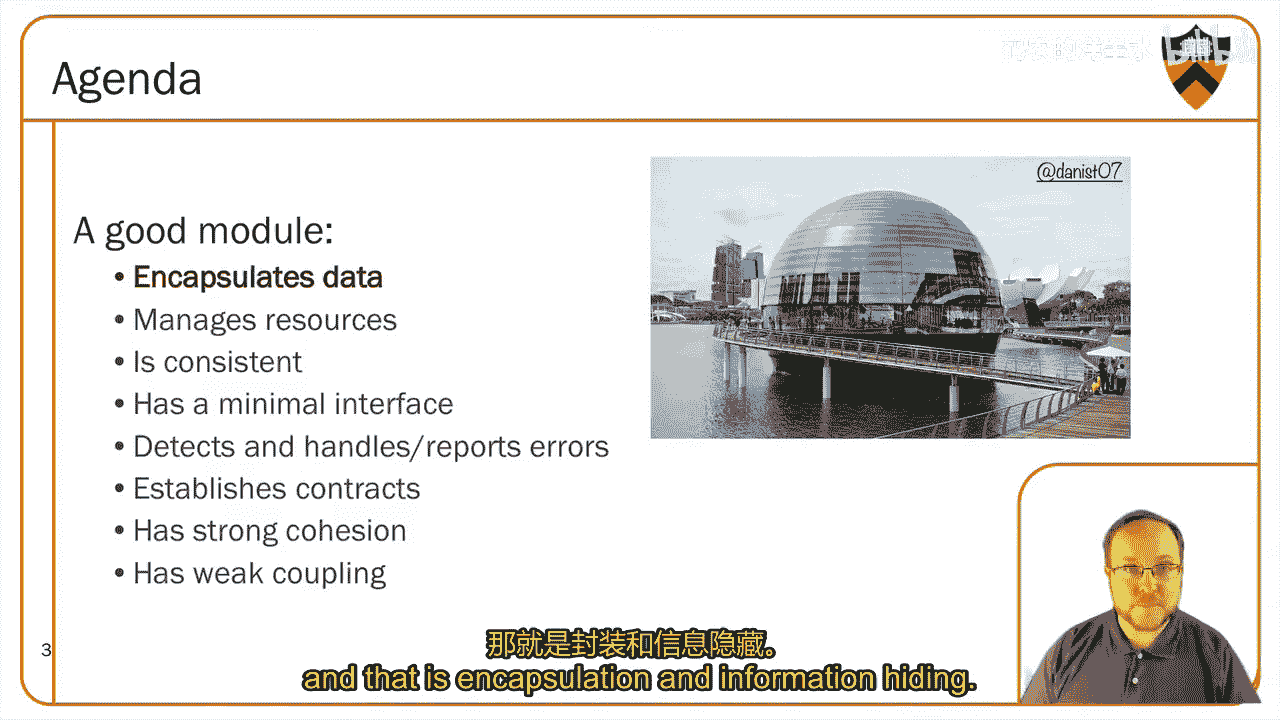 Agenda
@danist07
A good module:
• Encapsulates data
• Manages resources
• Is consistent
• Has a minimal interface
• Detects and handles/reports errors
• Establishes contracts
• Has strong cohesion
• Has weak coupling
3
那就是封装和信息隐藏。
and that is encapsulation and information hiding.